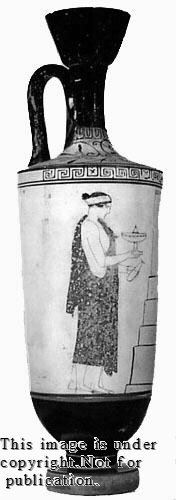 This image is under
copyright.Not for
publication.